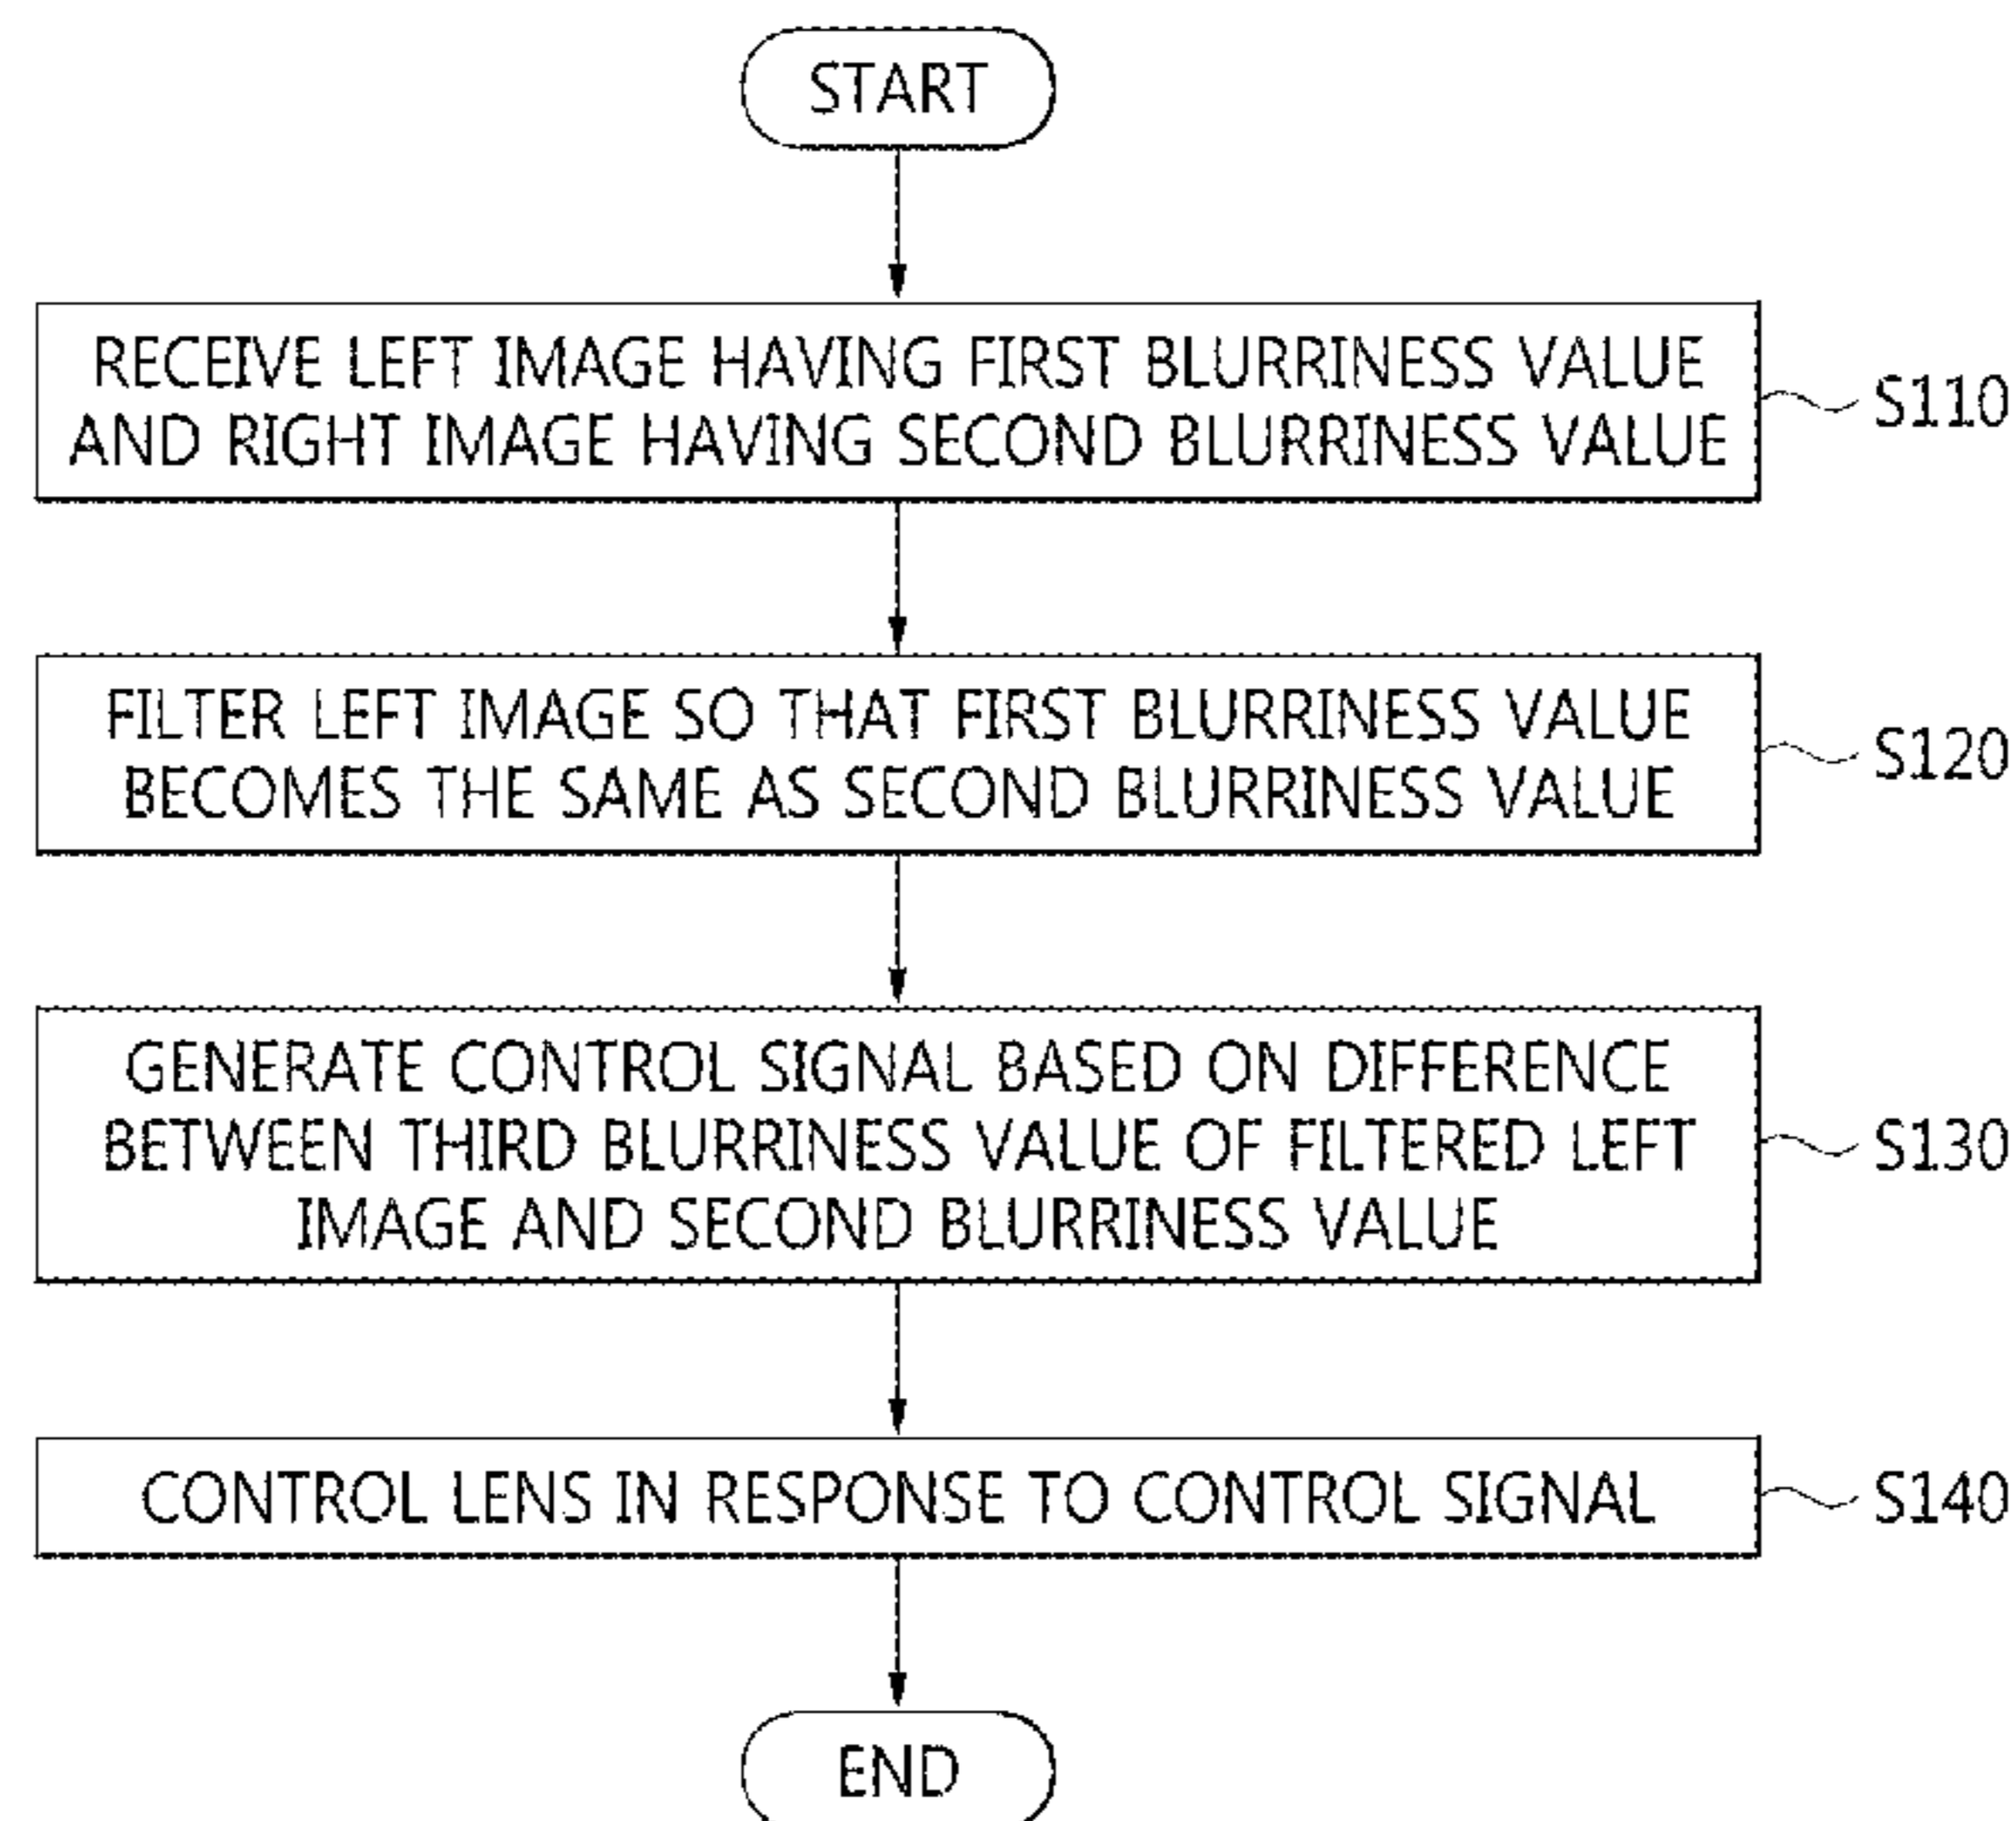 START
RECEIVE LEFT IMAGE HAVING FIRST BLURRINESS VALUE
AND RIGHT IMAGE HAVING SECOND BLURRINESS VALUE
S110
FILTER LEFT IMAGE SO THAT FIRST BLURRINESS VALUE
BECOMES THE SAME AS SECOND BLURRINESS VALUE
S120
GENERATE CONTROL SIGNAL BASED ON DIFFERENCE
BETWEEN THIRD BLURRINESS VALUE OF FILTERED LEFT
IMAGE AND SECOND BLURRINESS VALUE
S130
CONTROL LENS IN RESPONSE TO CONTROL SIGNAL
S140
END